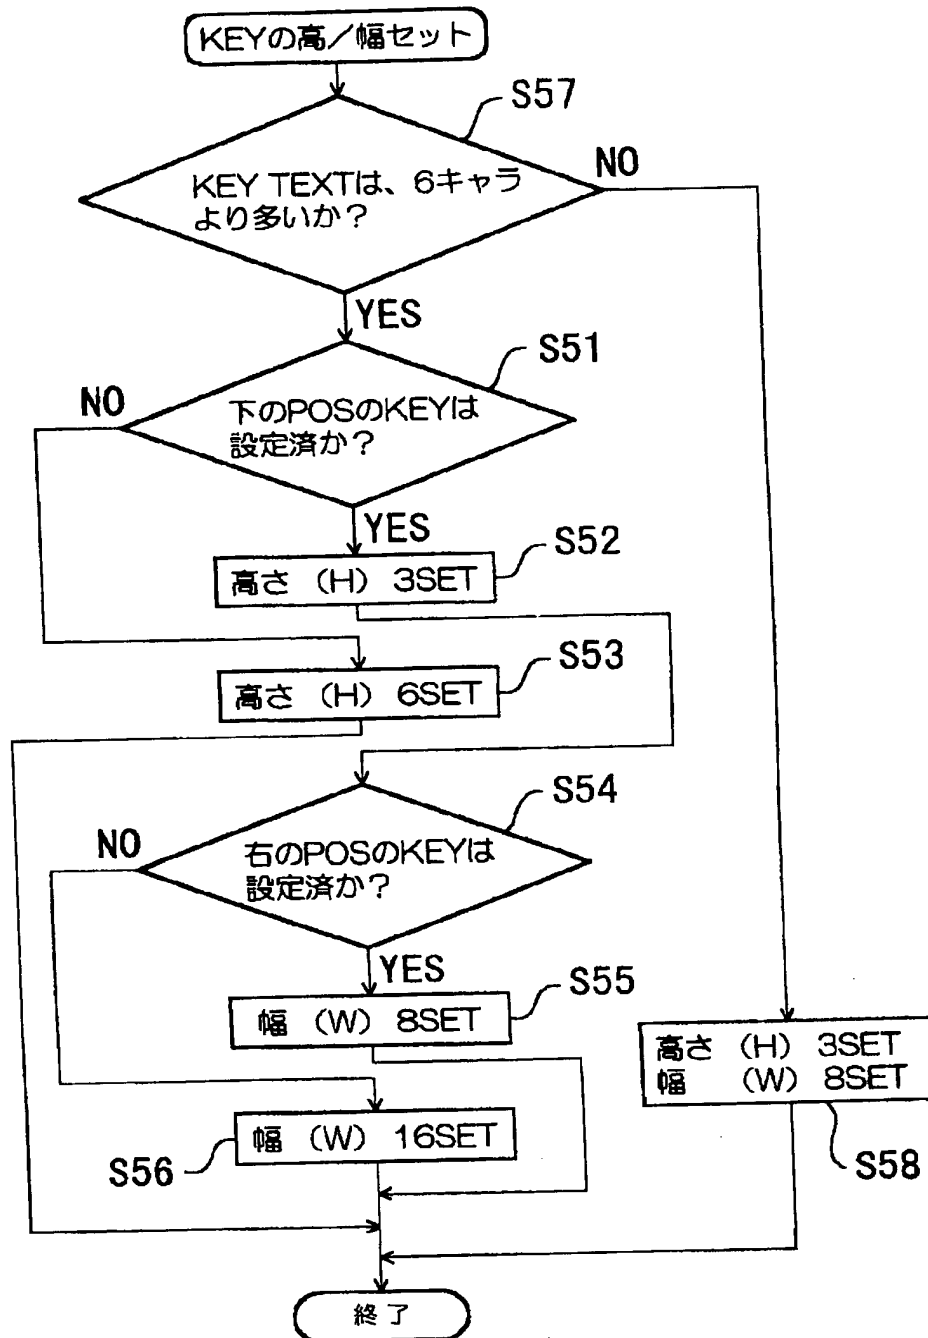 KEYの高／幅セット
S57
NO
KEY TEXTは、6キャラ
より多いか？
YES
S51
NO
下のPOSのKEYは
設定済か？
YES
S52
高さ （H） 3SET
S53
高さ （H） 6SET
S54
NO
右のPOSのKEYは
設定済か？
YES
S55
幅 （W） 8SET
高さ （H） 3SET
幅 （W） 8SET
幅 （W） 16SET
S56
S58
終了